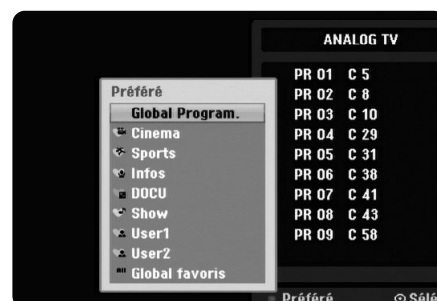 ANALOG TV
PR 01 C 5
PR 02 C 8
PR 03 C 10
PR 04 C 29
PR 05 C 31
PR 06 C 38
PR 07 C 41
PR 08 C 43
PR 09 C 58
Préféré
Global Program.
Cinema
Sports
Infos
DOCU
Show
User1
User2
Global favoris
Préféré
Sélé